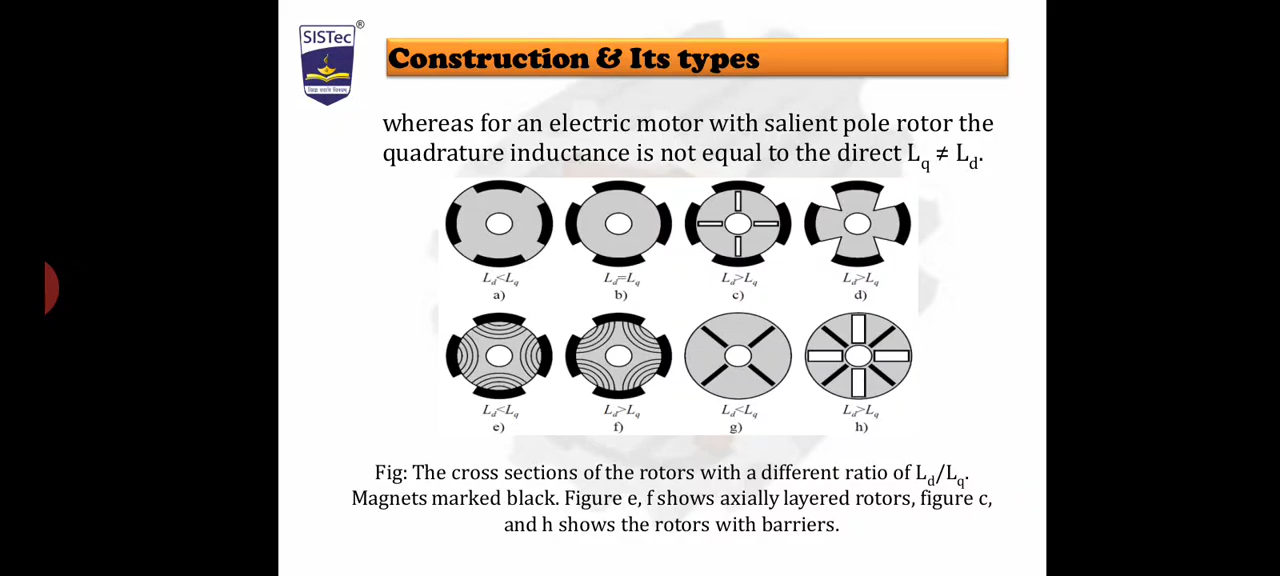 SISTec ®
Construction & Its types
whereas for an electric motor with salient pole rotor the
quadrature inductance is not equal to the direct Lq ≠ Ld.
Ld<Lq Ld=Lq Ld>Lq Ld>Lq
a) b) c) d)
Ld<Lq Ld>Lq Ld<Lq Ld>Lq
e) f) g) h)
Fig: The cross sections of the rotors with a different ratio of Ld/Lq.
Magnets marked black. Figure e, f shows axially layered rotors, figure c,
and h shows the rotors with barriers.